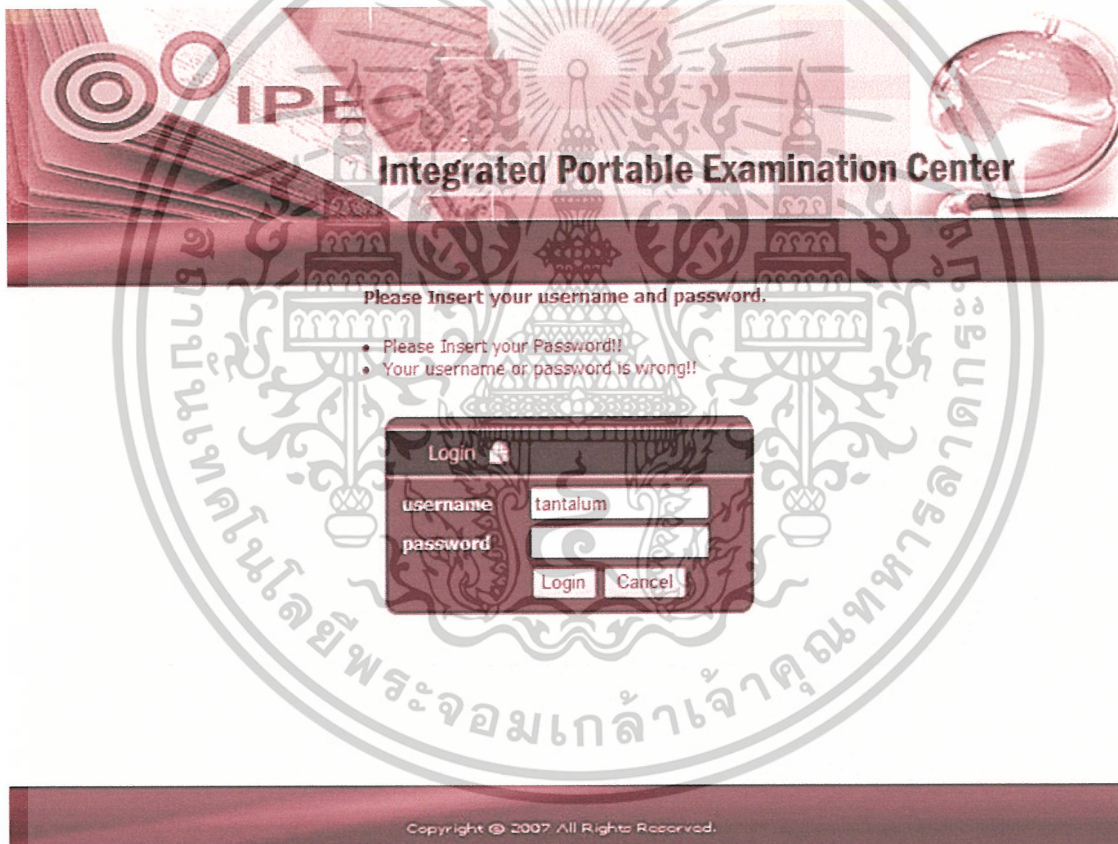 IPEC
Integrated Portable Examination Center
Please Insert your username and password.
• Please Insert your Password!!
• Your username or password is wrong!!
Login
username tantalum
password
Login Cancel
สถาบันเทคโนโลยีพระจอมเกล้าเจ้าคุณทหารลาดกระบัง
Copyright © 2007 All Rights Reserved.